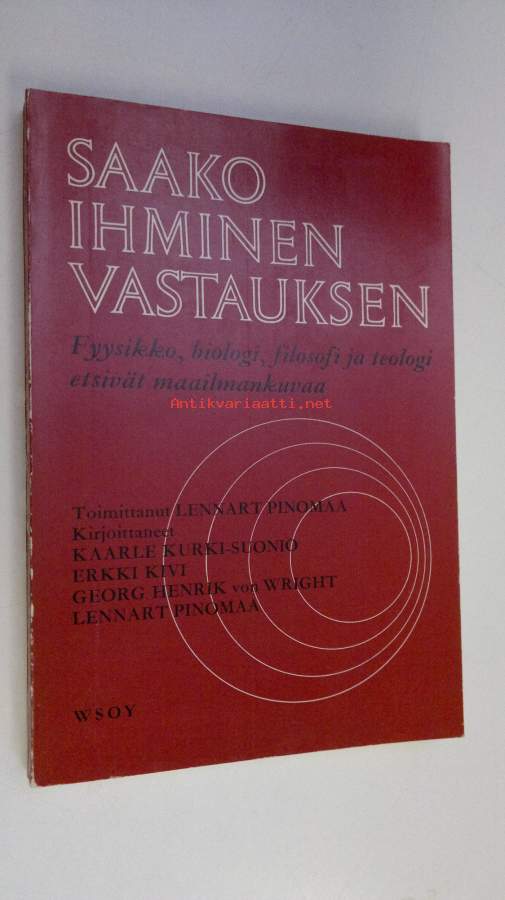 SAAKO
IHMINEN
VASTAUKSEN
Fyysikko, biologi, filosofi ja teologi
etsivät maailmankuvaa
Antikvariaatti.net
Toimittanut LENNART PINOMAA
Kirjoittaneet
KAARLE KURKI-SUONIO
ERKKI KIVI
GEORG HENRIK von WRIGHT
LENNART PINOMAA
WSOY